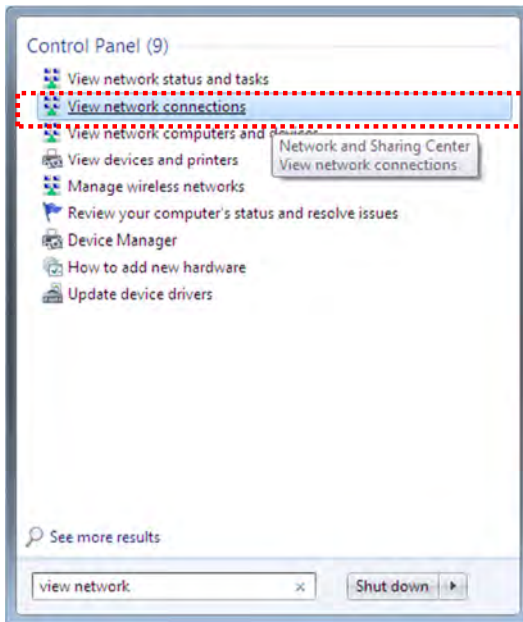 Control Panel (9)
View network status and tasks
View network connections
View network computers and devices
Network and Sharing Center
View network connections
View devices and printers
Manage wireless networks
Review your computer's status and resolve issues
Device Manager
How to add new hardware
Update device drivers
See more results
view network
Shut down